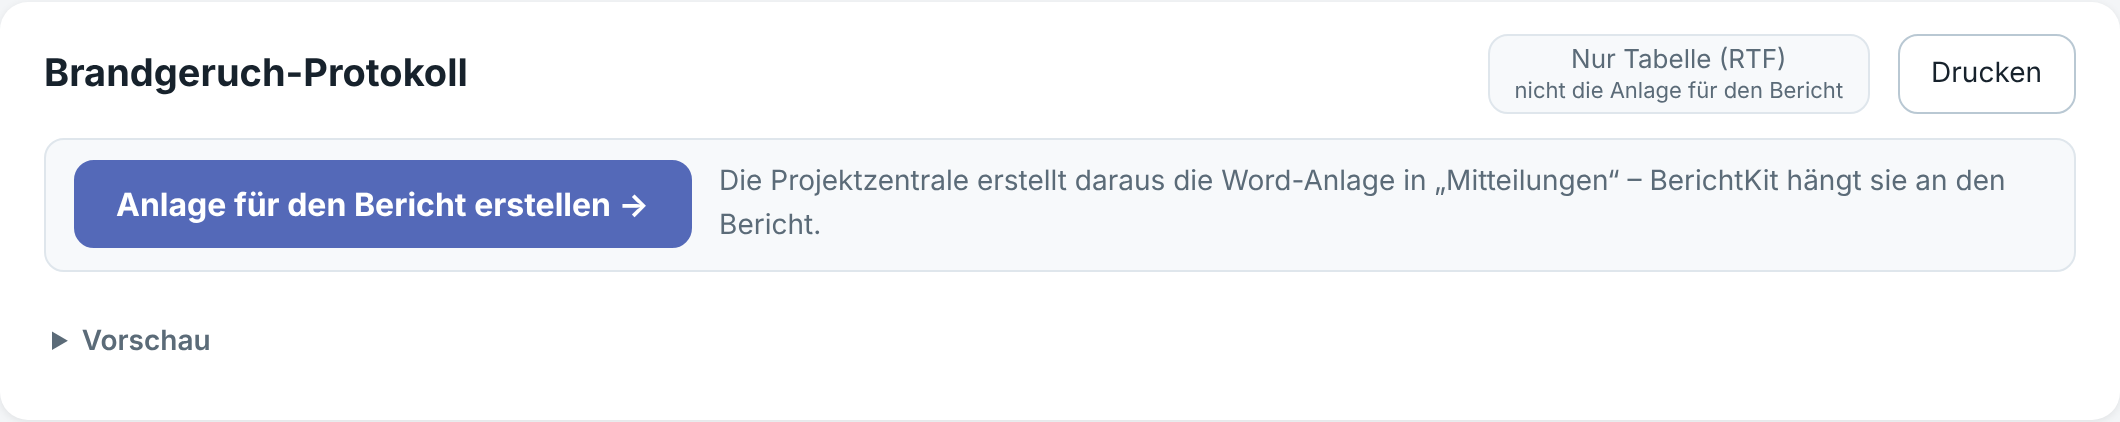 Brandgeruch-Protokoll
Nur Tabelle (RTF)
nicht die Anlage für den Bericht
Drucken
Anlage für den Bericht erstellen →
Die Projektzentrale erstellt daraus die Word-Anlage in „Mitteilungen“ – BerichtKit hängt sie an den
Bericht.
▶ Vorschau